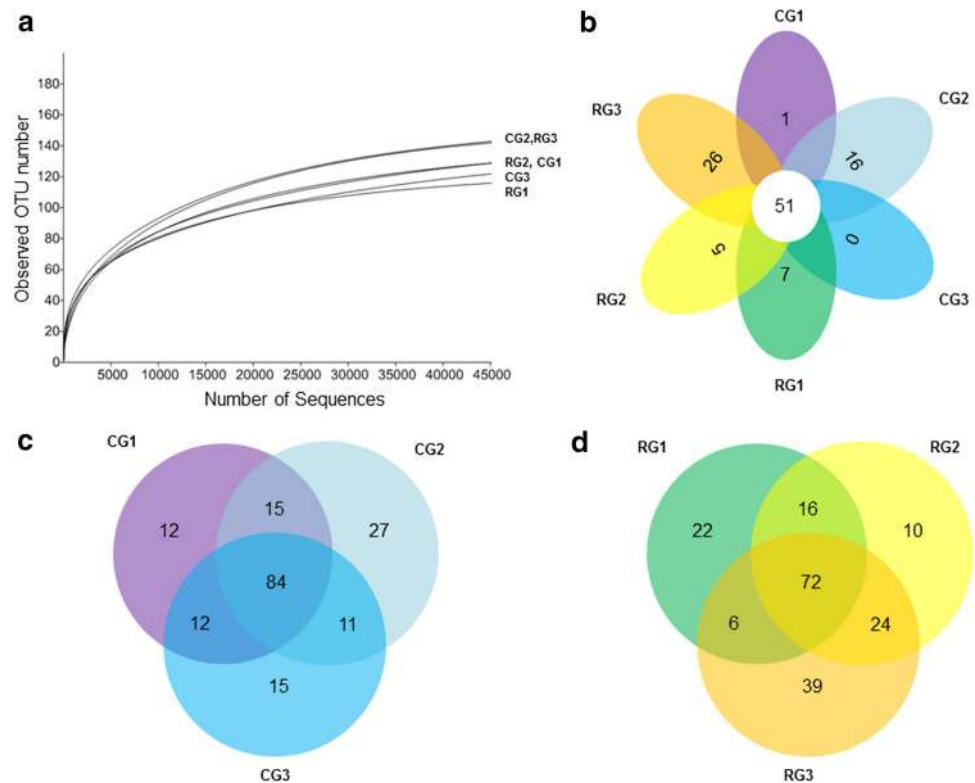 a
180
160
140
120
100
80
60
40
20
0
Observed OTU number
5000 10000 15000 20000 25000 30000 35000 40000 45000
Number of Sequences
CG2,RG3
RG2, CG1
CG3
RG1
b
CG1
CG2
RG3
1
16
26
51
0
5
7
RG2
CG3
RG1
c
CG1
CG2
15
12
27
84
12
11
15
CG3
d
RG1
RG2
16
22
10
72
6
24
39
RG3